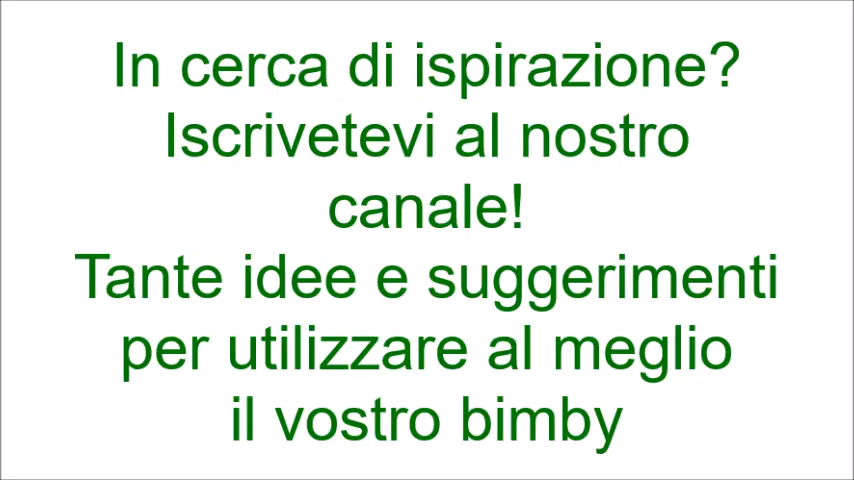 In cerca di ispirazione?
Iscrivetevi al nostro
canale!
Tante idee e suggerimenti
per utilizzare al meglio
il vostro bimby